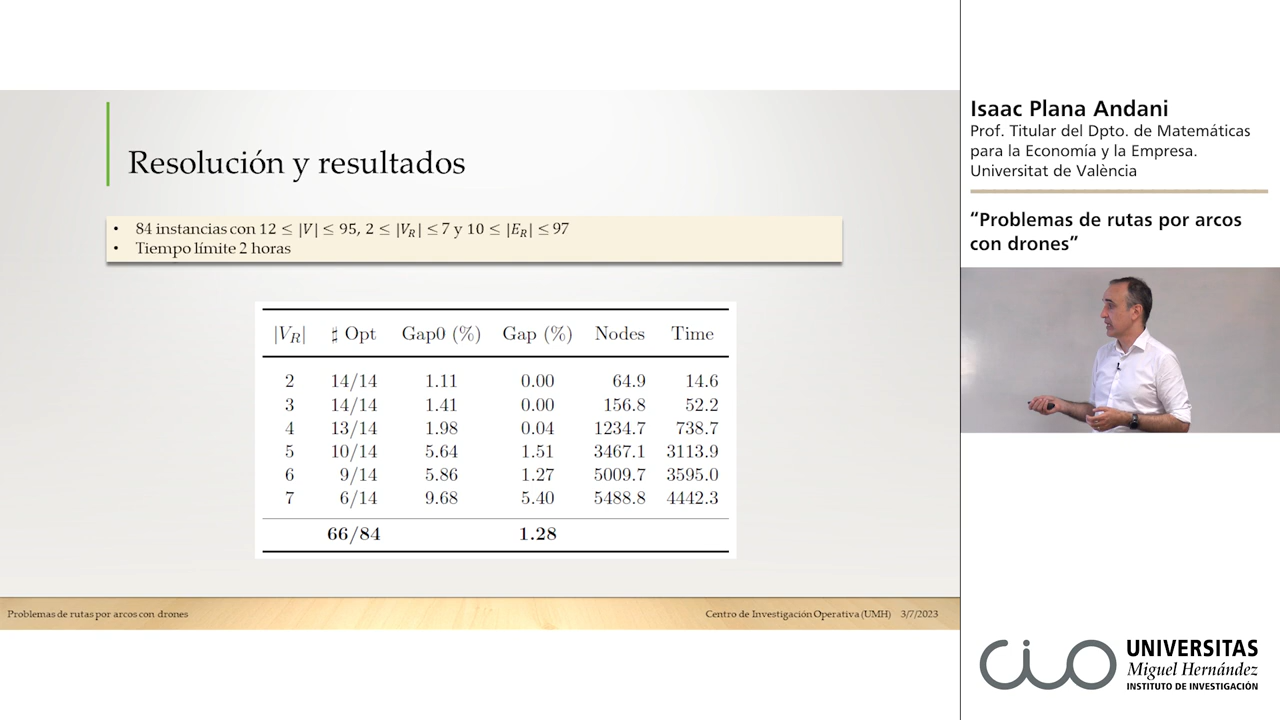 Resolución y resultados
• 84 instancias con 12 ≤ |V| ≤ 95, 2 ≤ |V_R| ≤ 7 y 10 ≤ |E_R| ≤ 97
• Tiempo límite 2 horas
|V_R| ♯ Opt Gap0 (%) Gap (%) Nodes Time
2 14/14 1.11 0.00 64.9 14.6
3 14/14 1.41 0.00 156.8 52.2
4 13/14 1.98 0.04 1234.7 738.7
5 10/14 5.64 1.51 3467.1 3113.9
6 9/14 5.86 1.27 5009.7 3595.0
7 6/14 9.68 5.40 5488.8 4442.3
66/84 1.28
Problemas de rutas por arcos con drones
Centro de Investigación Operativa (UMH) 3/7/2023
Isaac Plana Andani
Prof. Titular del Dpto. de Matemáticas
para la Economía y la Empresa.
Universitat de València
“Problemas de rutas por arcos
con drones”
cio
UNIVERSITAS
Miguel Hernández
INSTITUTO DE INVESTIGACIÓN